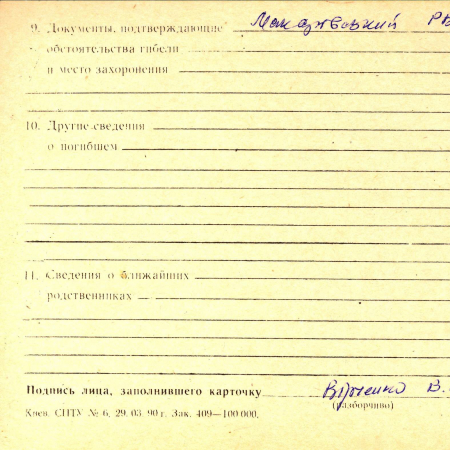 9. Документы, подтверждающие
обстоятельства гибели
и место захоронения
10. Другие сведения
о погибшем
11. Сведения о ближайших
родственниках
Подпись лица, заполнившего карточку В.
(разборчиво)
Киев. СПТУ № 6, 29. 03. 90 г. Зак. 409—100 000.